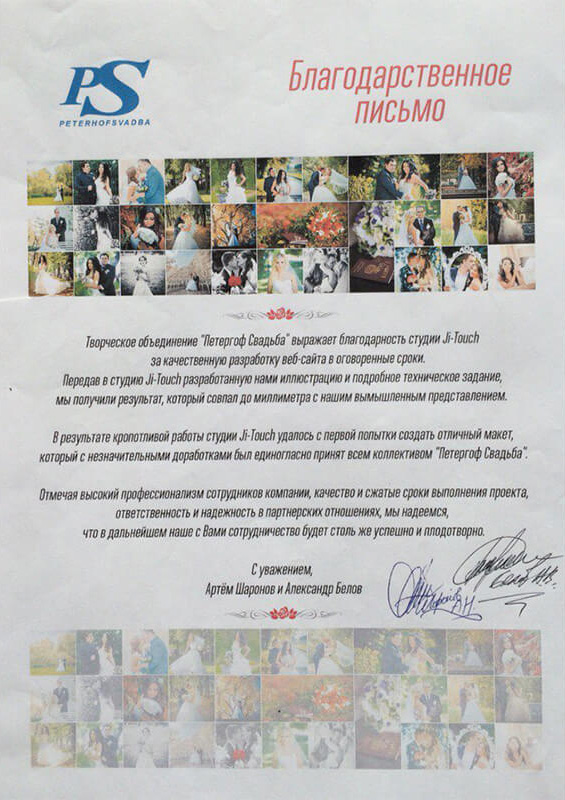 PS
PETERHOFSVADBA
Благодарственное
письмо
Творческое объединение "Петергоф Свадьба" выражает благодарность студии Ji-Touch
за качественную разработку веб-сайта в оговоренные сроки.
Передав в студию Ji-Touch разработанную нами иллюстрацию и подробное техническое задание,
мы получили результат, который совпал до миллиметра с нашим вымышленным представлением.
В результате кропотливой работы студии Ji-Touch удалось с первой попытки создать отличный макет,
который с незначительными доработками был единогласно принят всем коллективом "Петергоф Свадьба".
Отмечая высокий профессионализм сотрудников компании, качество и сжатые сроки выполнения проекта,
ответственность и надежность в партнерских отношениях, мы надеемся,
что в дальнейшем наше с Вами сотрудничество будет столь же успешно и плодотворно.
С уважением,
Артём Шаронов и Александр Белов